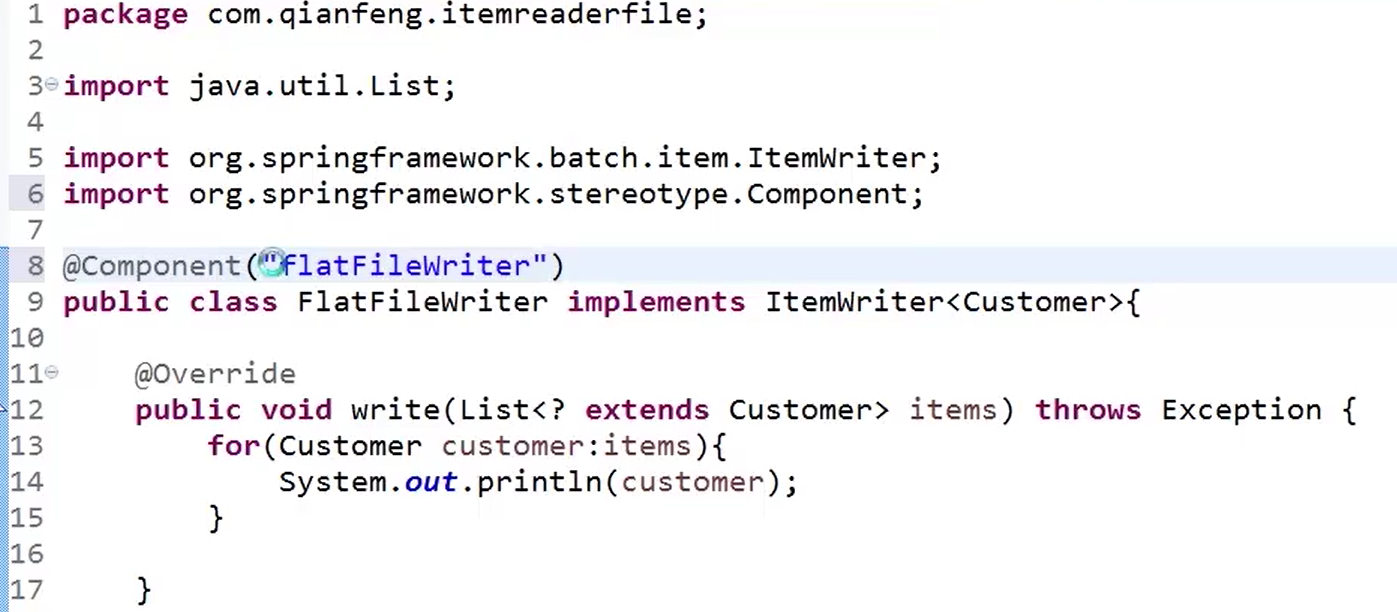 1 package com.qianfeng.itemreaderfile;
2
3 import java.util.List;
4
5 import org.springframework.batch.item.ItemWriter;
6 import org.springframework.stereotype.Component;
7
8 @Component("flatFileWriter")
9 public class FlatFileWriter implements ItemWriter<Customer>{
10
11     @Override
12     public void write(List<? extends Customer> items) throws Exception {
13         for(Customer customer:items){
14             System.out.println(customer);
15         }
16
17     }